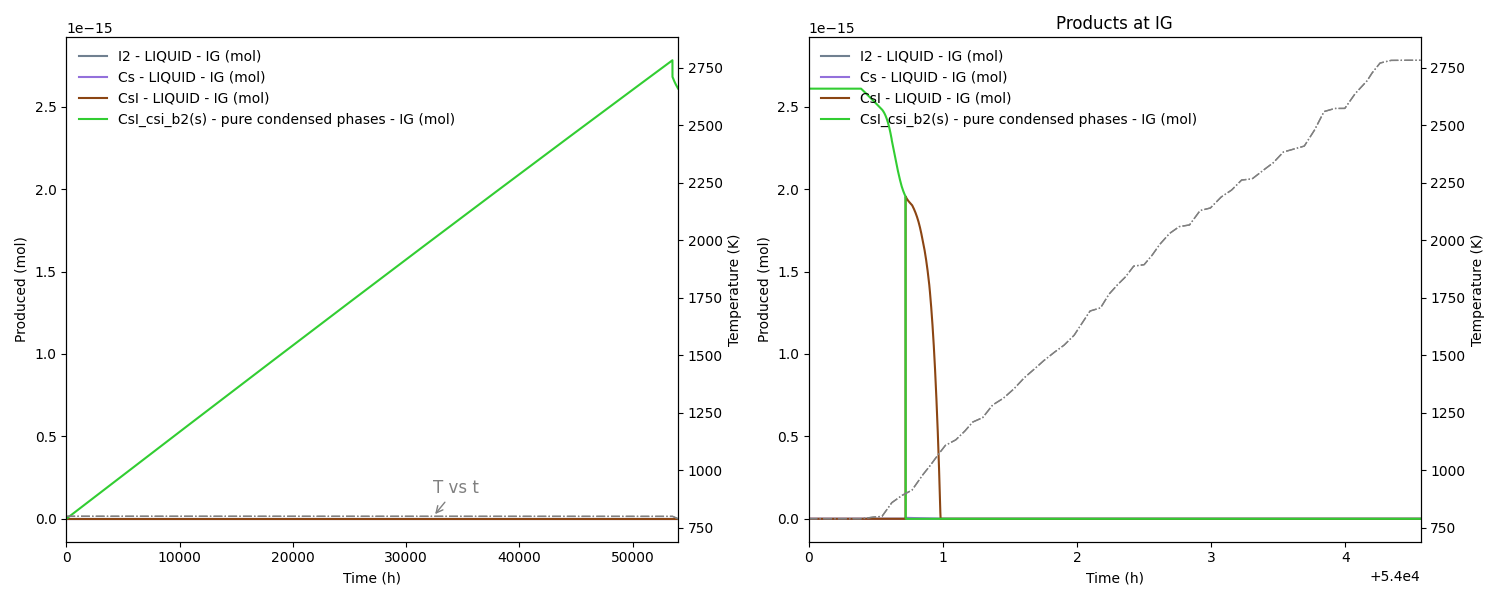 Products at IG
1e−15
I2 - LIQUID - IG (mol)
Cs - LIQUID - IG (mol)
CsI - LIQUID - IG (mol)
CsI_csi_b2(s) - pure condensed phases - IG (mol)
2.5
2.0
1.5
1.0
0.5
0.0
Produced (mol)
0
10000
20000
30000
40000
50000
Time (h)
T vs t
2750
2500
2250
2000
1750
1500
1250
1000
750
Temperature (K)
1e−15
I2 - LIQUID - IG (mol)
Cs - LIQUID - IG (mol)
CsI - LIQUID - IG (mol)
CsI_csi_b2(s) - pure condensed phases - IG (mol)
2.5
2.0
1.5
1.0
0.5
0.0
Produced (mol)
0
1
2
3
4
Time (h)
+5.4e4
2750
2500
2250
2000
1750
1500
1250
1000
750
Temperature (K)